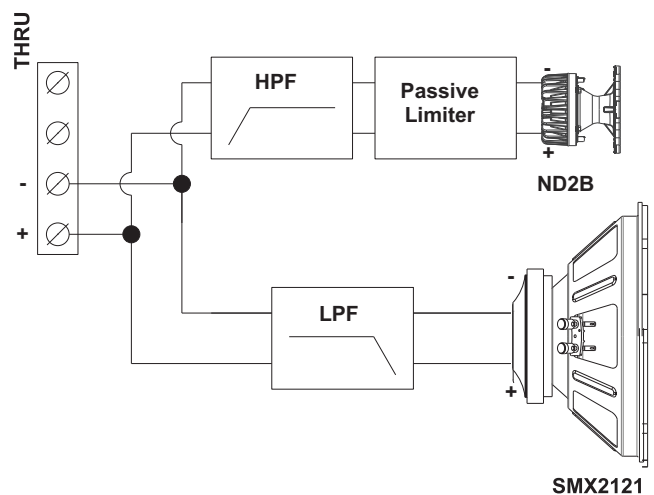 THRU
HPF
Passive
Limiter
-
+
ND2B
-
+
LPF
-
+
SMX2121